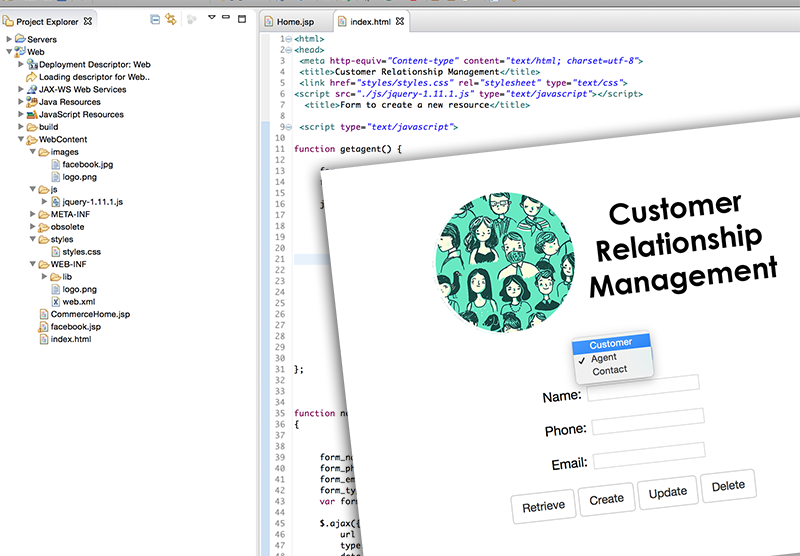 Project Explorer
Servers
Web
Deployment Descriptor: Web
Loading descriptor for Web..
JAX-WS Web Services
Java Resources
JavaScript Resources
build
WebContent
images
facebook.jpg
logo.png
js
jquery-1.11.1.js
META-INF
obsolete
styles
styles.css
WEB-INF
lib
logo.png
web.xml
CommerceHome.jsp
facebook.jsp
index.html
Home.jsp
index.html
1 <html>
2 <head>
3 <meta http-equiv="Content-type" content="text/html; charset=utf-8">
4 <title>Customer Relationship Management</title>
5 <link href="styles/styles.css" rel="stylesheet" type="text/css">
6 <script src="./js/jquery-1.11.1.js" type="text/javascript"></script>
7 <title>Form to create a new resource</title>
8
9 <script type="text/javascript">
10
11 function getagent() {
12
13
14
15
16
17
18
19
20
21
22
23
24
25
26
27
28
29
30
31 };
32
33
34
35 function
36 {
37
38
39
40
41
42
43 var
44
45 $.ajax({
46 url
47 type
48
Customer
Relationship
Management
Customer
✓ Agent
Contact
Name:
Phone:
Email:
Retrieve Create Update Delete